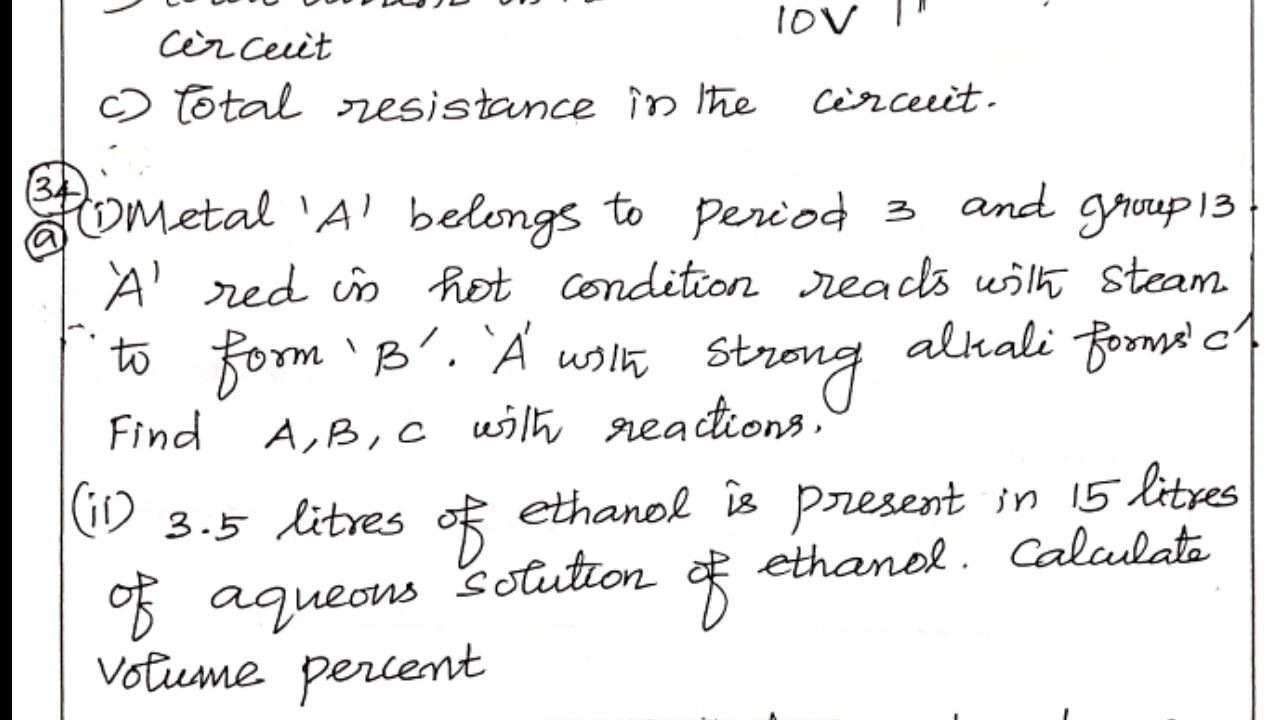 circuit
10V
c) Total resistance in the circuit.
34
a
(i) Metal 'A' belongs to period 3 and group 13.
'A' red in hot condition reacts with steam
to form 'B'. 'A' with strong alkali forms 'C'.
Find A, B, C with reactions.
(ii) 3.5 litres of ethanol is present in 15 litres
of aqueous solution of ethanol. Calculate
volume percent